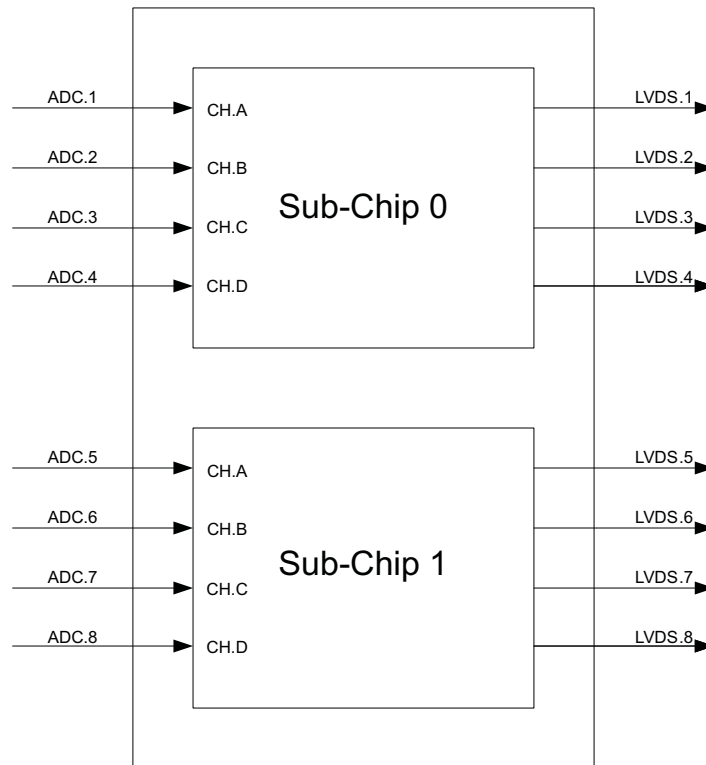 ADC.1
CH.A
LVDS.1
ADC.2
CH.B
LVDS.2
ADC.3
CH.C
Sub-Chip 0
LVDS.3
ADC.4
CH.D
LVDS.4
ADC.5
CH.A
LVDS.5
ADC.6
CH.B
LVDS.6
Sub-Chip 1
ADC.7
CH.C
LVDS.7
ADC.8
CH.D
LVDS.8